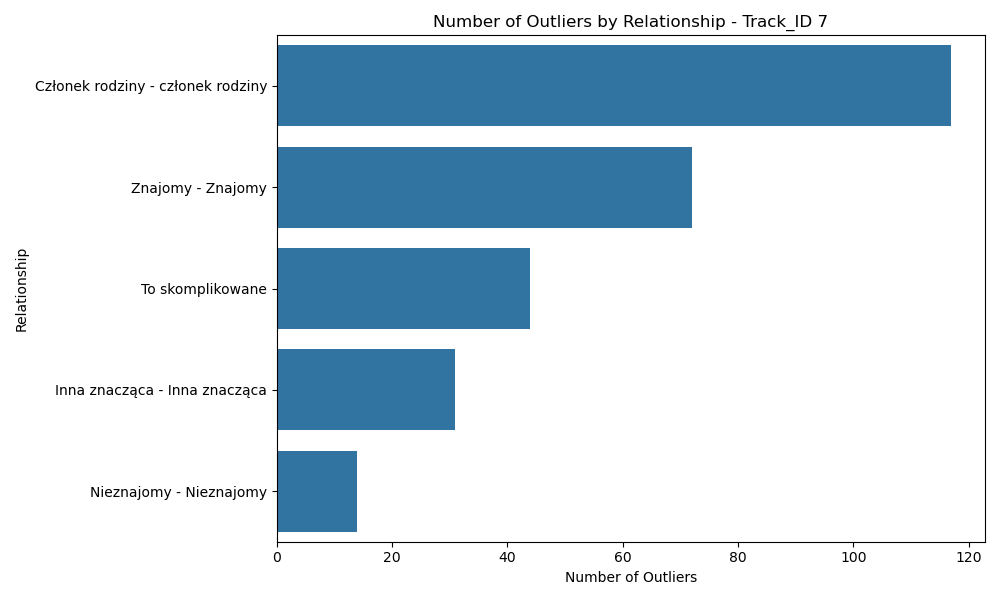 Number of Outliers by Relationship - Track_ID 7
Członek rodziny - członek rodziny
Znajomy - Znajomy
To skomplikowane
Inna znacząca - Inna znacząca
Nieznajomy - Nieznajomy
Relationship
0 20 40 60 80 100 120
Number of Outliers